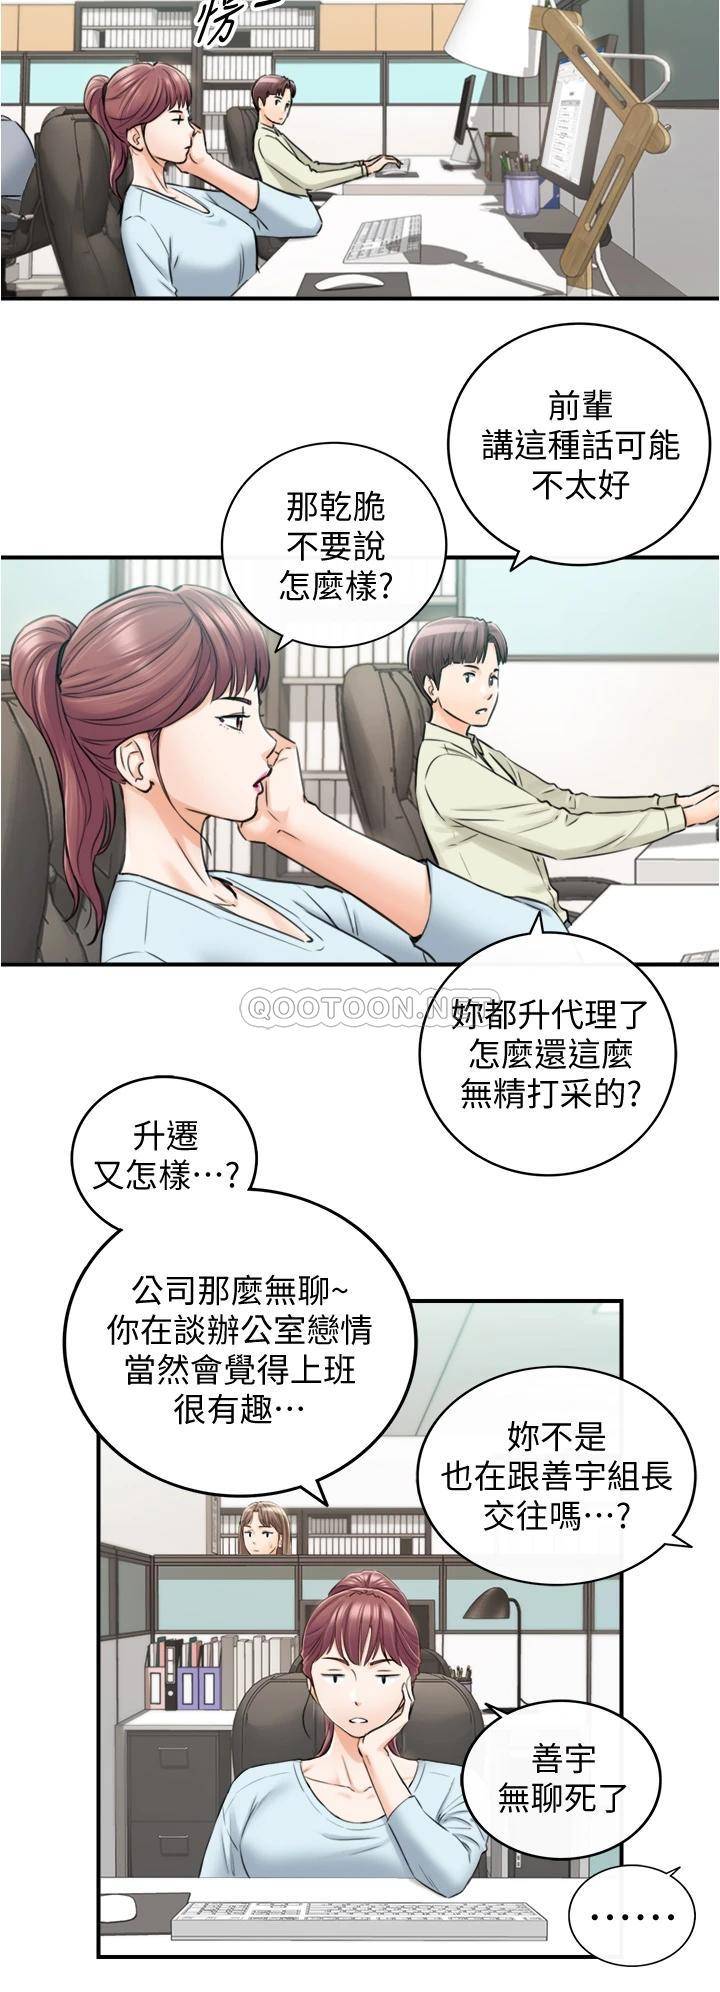 愣
前輩
講這種話可能
不太好
那乾脆
不要說
怎麼樣?
QOOTOON.NET
妳都升代理了
怎麼還這麼
無精打采的?
升遷
又怎樣⋯?
公司那麼無聊~
你在談辦公室戀情
當然會覺得上班
很有趣⋯
妳不是
也在跟善宇組長
交往嗎⋯?
善宇
無聊死了
⋯⋯